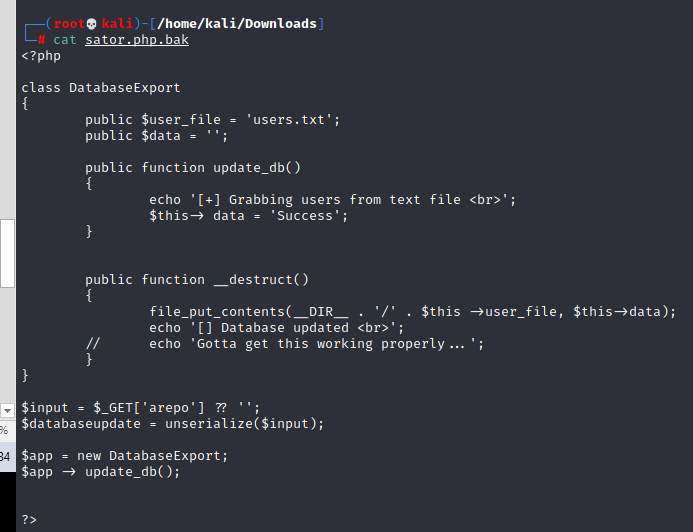 ┌──(root💀kali)-[/home/kali/Downloads]
└─# cat sator.php.bak
<?php

class DatabaseExport
{
        public $user_file = 'users.txt';
        public $data = '';

        public function update_db()
        {
                echo '[+] Grabbing users from text file <br>';
                $this-> data = 'Success';
        }


        public function __destruct()
        {
                file_put_contents(__DIR__ . '/' . $this ->user_file, $this->data);
                echo '[] Database updated <br>';
        //      echo 'Gotta get this working properly...';
        }
}

$input = $_GET['arepo'] ?? '';
$databaseupdate = unserialize($input);

$app = new DatabaseExport;
$app -> update_db();


?>
%
34